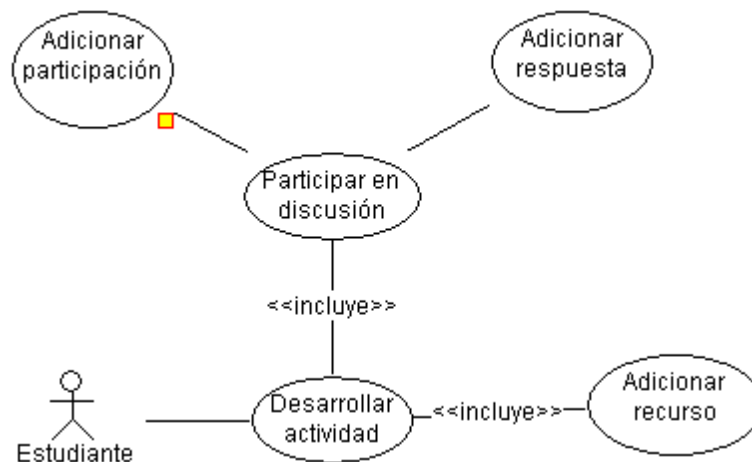 Adicionar
participación
Adicionar
respuesta
Participar en
discusión
<<incluye>>
Desarrollar
actividad
<<incluye>>
Adicionar
recurso
Estudiante